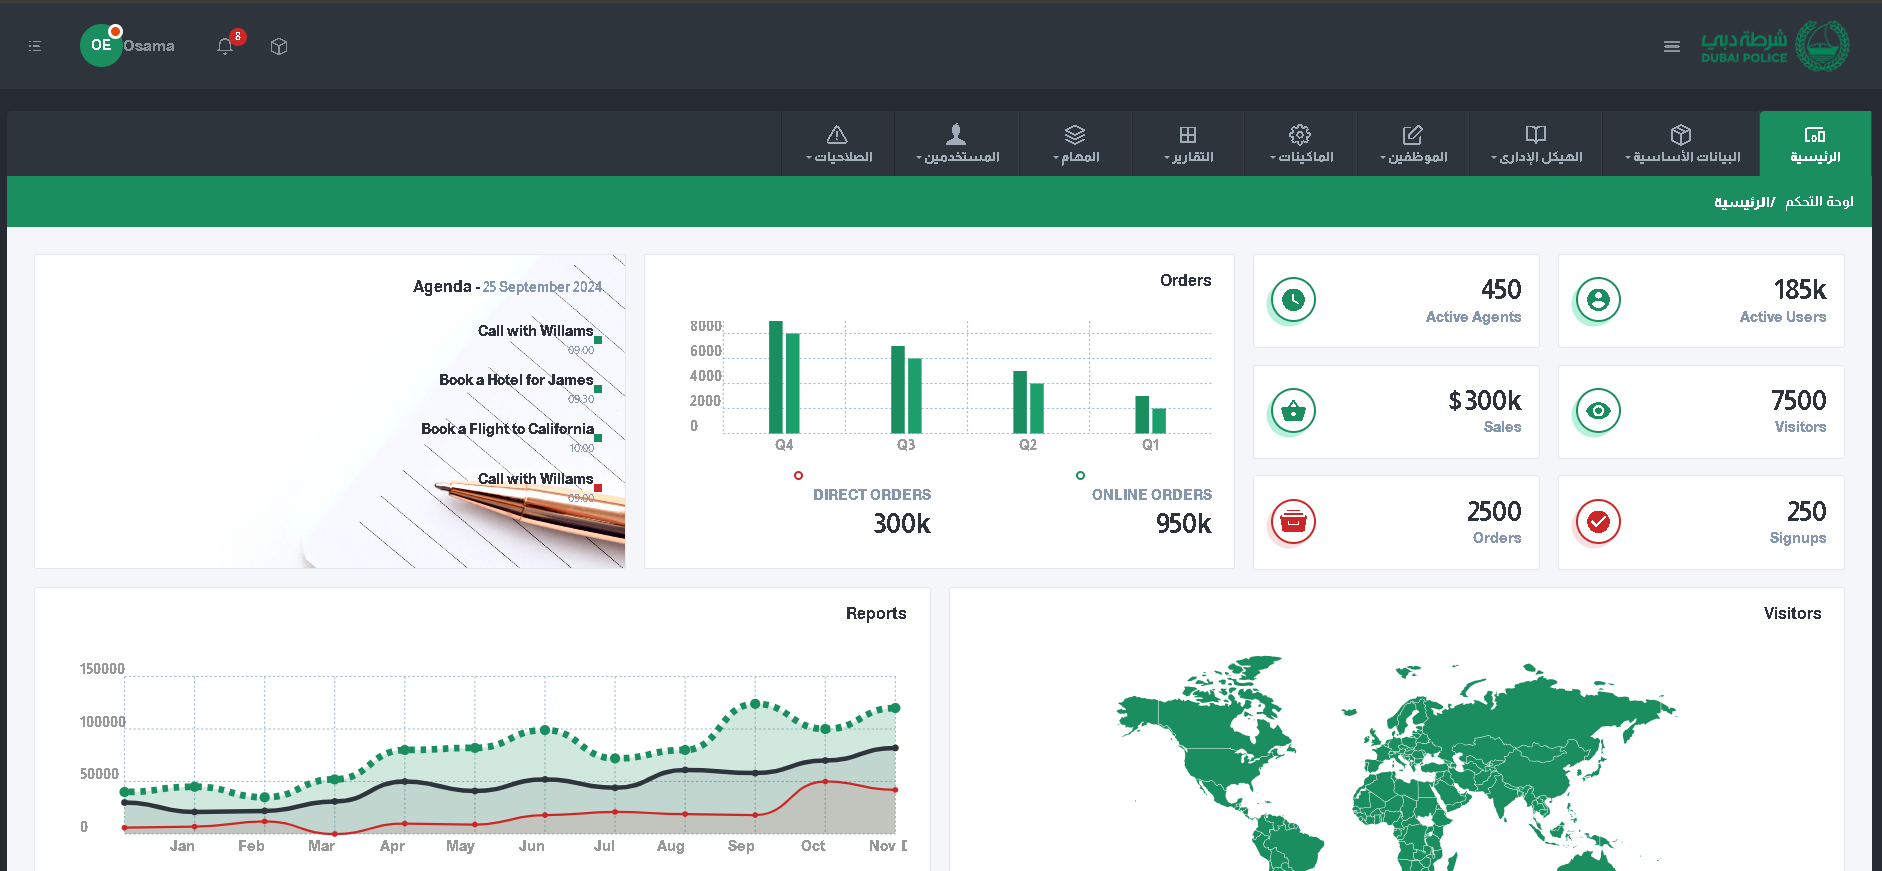 OE
Osama
8
شرطة دبي
DUBAI POLICE
الرئيسية
البيانات الأساسية
الهيكل الإدارى
الموظفين
الماكينات
التقارير
المهام
المستخدمين
الصلاحيات
لوحة التحكم /الرئيسية
185k
Active Users
450
Active Agents
7500
Visitors
$300k
Sales
250
Signups
2500
Orders
Orders
8000
6000
4000
2000
0
Q4 Q3 Q2 Q1
DIRECT ORDERS
300k
ONLINE ORDERS
950k
Agenda - 25 September 2024
Call with Willams
09:00
Book a Hotel for James
09:30
Book a Flight to California
10:00
Call with Willams
09:00
Reports
150000
100000
50000
0
Jan Feb Mar Apr May Jun Jul Aug Sep Oct Nov
Visitors